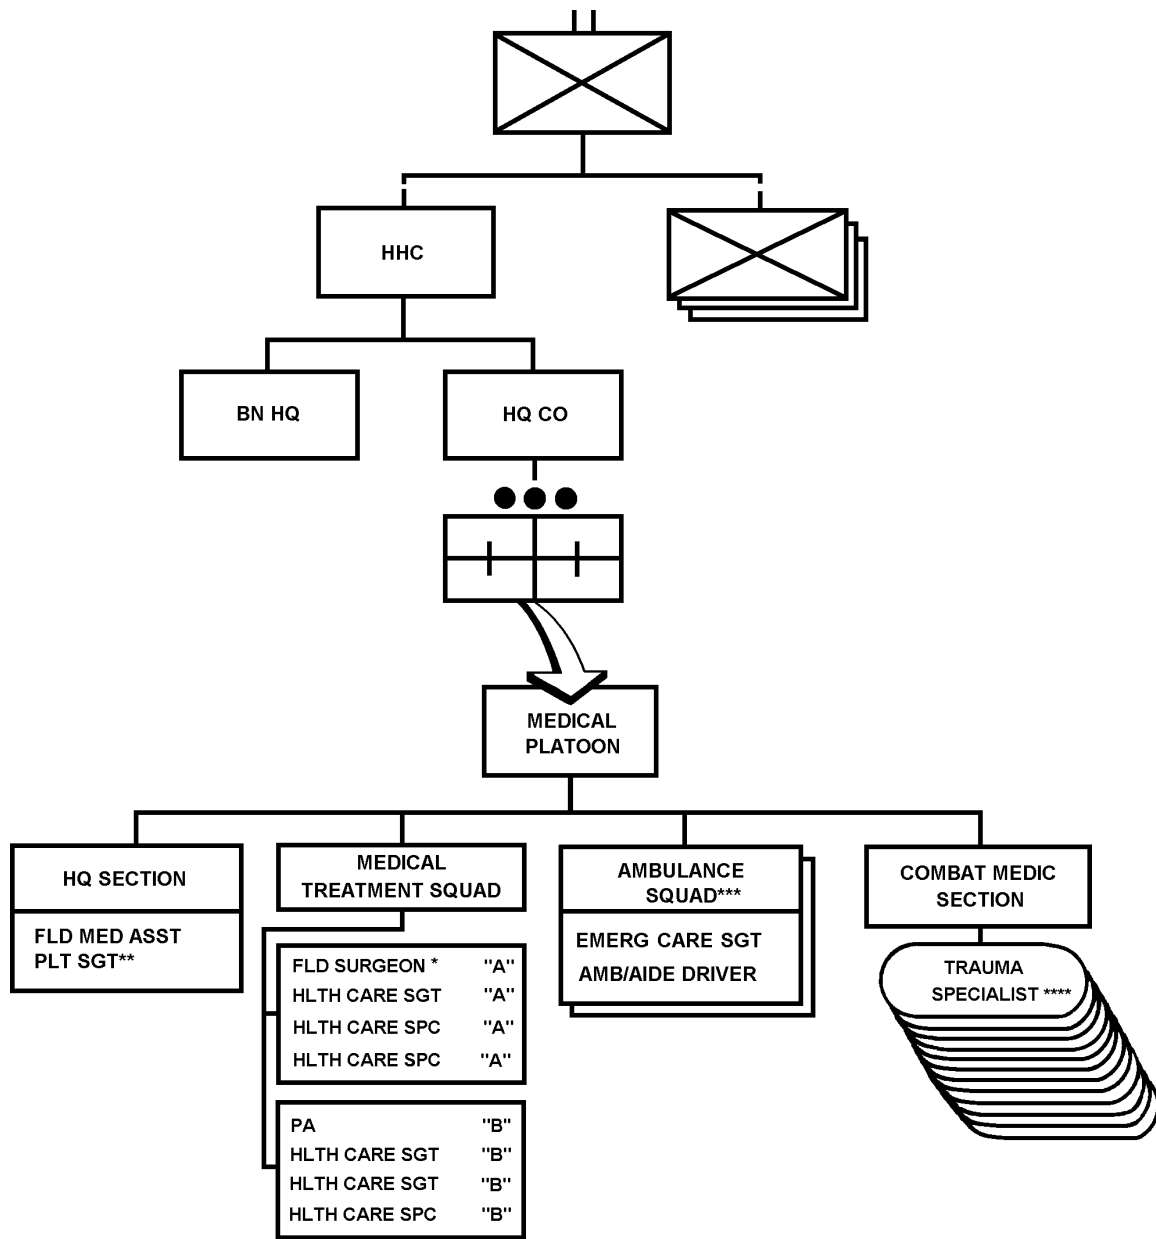 HHC
BN HQ
HQ CO
MEDICAL
PLATOON
HQ SECTION
FLD MED ASST
PLT SGT**
MEDICAL
TREATMENT SQUAD
FLD SURGEON * "A"
HLTH CARE SGT "A"
HLTH CARE SPC "A"
HLTH CARE SPC "A"
PA "B"
HLTH CARE SGT "B"
HLTH CARE SGT "B"
HLTH CARE SPC "B"
AMBULANCE
SQUAD***
EMERG CARE SGT
AMB/AIDE DRIVER
COMBAT MEDIC
SECTION
TRAUMA
SPECIALIST ****